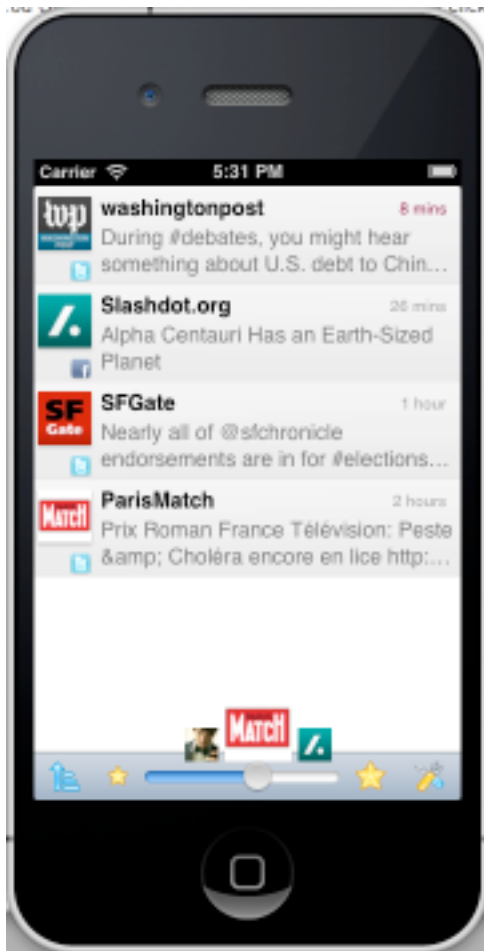 Carrier 5:31 PM
wp
washingtonpost 8 mins
During #debates, you might hear
something about U.S. debt to Chin...
Slashdot.org 26 mins
Alpha Centauri Has an Earth-Sized
Planet
SF
Gate
SFGate 1 hour
Nearly all of @sfchronicle
endorsements are in for #elections...
MATCH
ParisMatch 2 hours
Prix Roman France Télévision: Peste
&amp; Choléra encore en lice http:...
MATCH